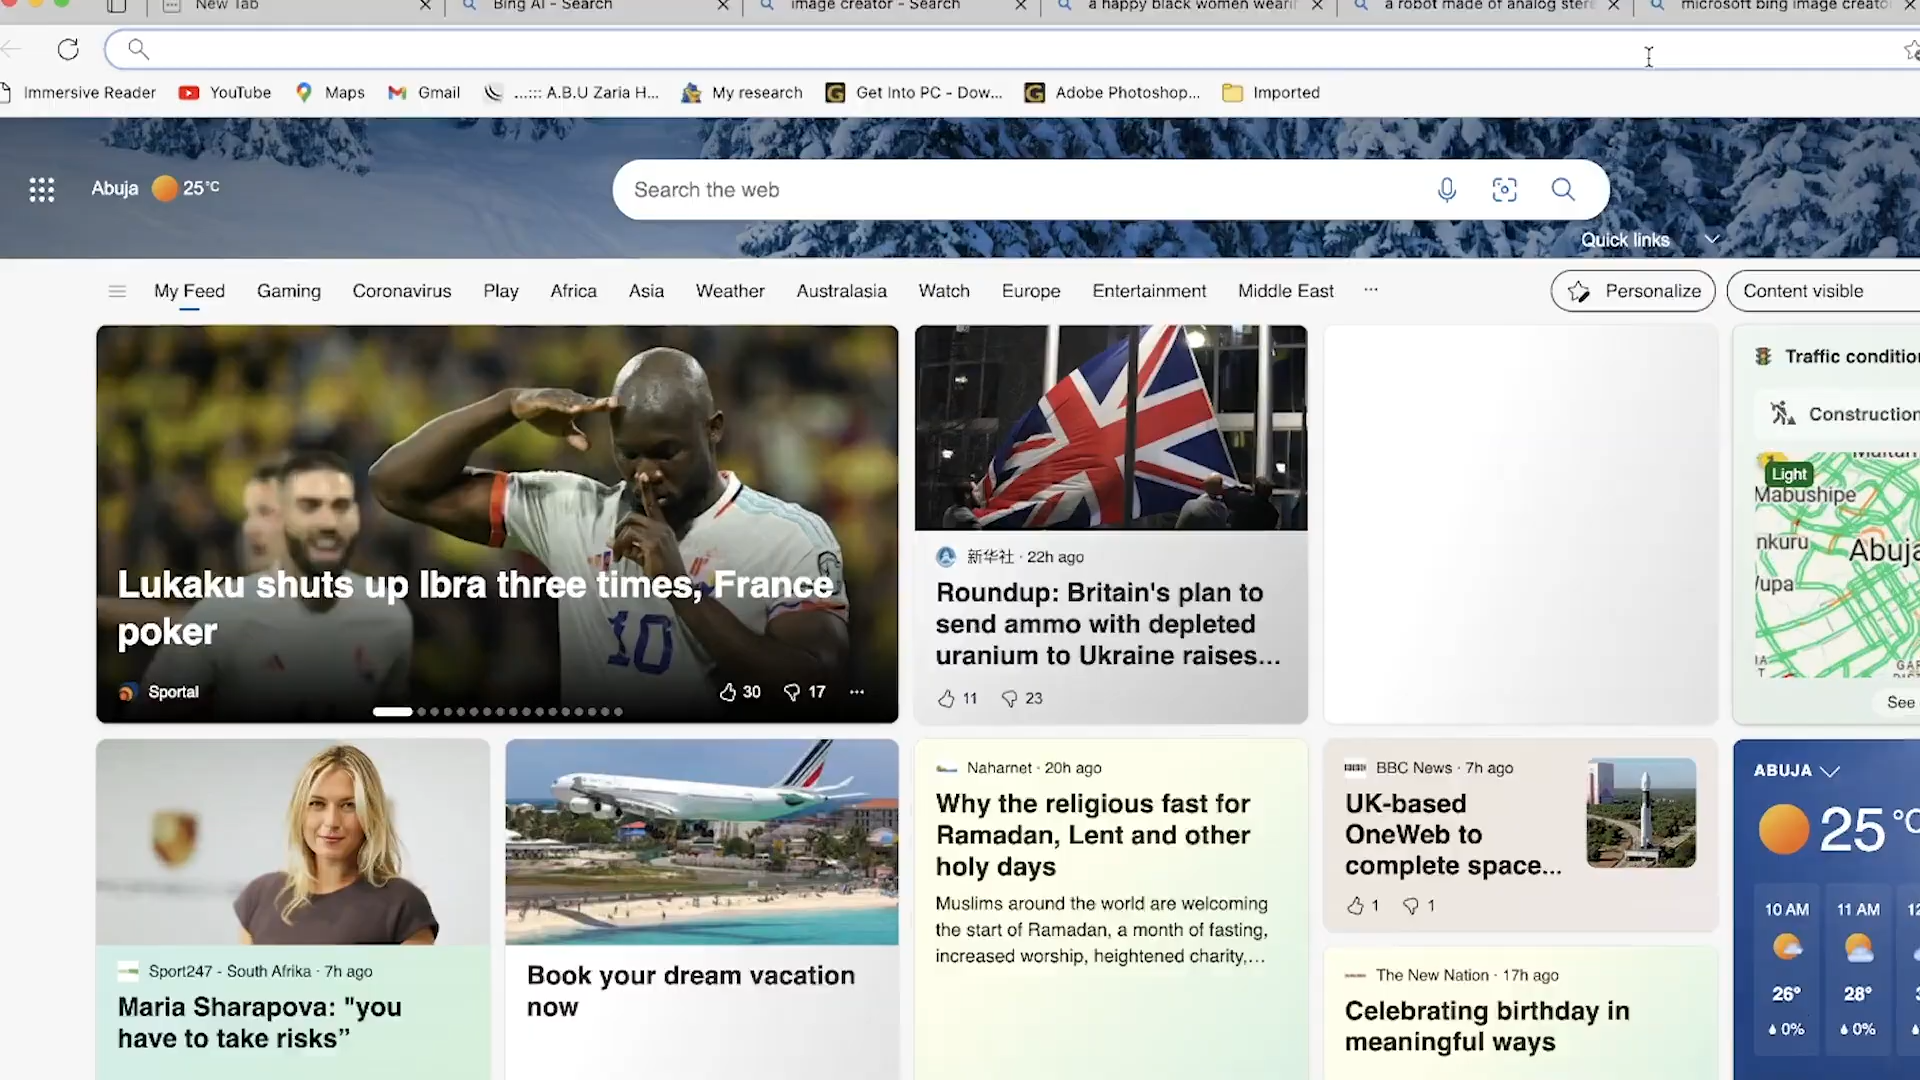 New Tab
Bing AI - Search
image creator - Search
a happy black women weari
a robot made of analog stere
microsoft bing image creato
Immersive Reader
YouTube
Maps
Gmail
...::: A.B.U Zaria H...
My research
Get Into PC - Dow...
Adobe Photoshop...
Imported
Abuja 25°C
Search the web
Quick links
My Feed
Gaming
Coronavirus
Play
Africa
Asia
Weather
Australasia
Watch
Europe
Entertainment
Middle East
...
Personalize
Content visible
Lukaku shuts up Ibra three times, France
poker
Sportal
30
17
10
新华社 · 22h ago
Roundup: Britain's plan to
send ammo with depleted
uranium to Ukraine raises...
11
23
Traffic conditio
Construction
Light
Mabushipe
nkuru
Abuja
See
Sport247 - South Africa · 7h ago
Maria Sharapova: "you
have to take risks”
Book your dream vacation
now
Naharnet · 20h ago
Why the religious fast for
Ramadan, Lent and other
holy days
Muslims around the world are welcoming
the start of Ramadan, a month of fasting,
increased worship, heightened charity,...
BBC News · 7h ago
UK-based
OneWeb to
complete space...
1
1
The New Nation · 17h ago
Celebrating birthday in
meaningful ways
ABUJA
25°C
10 AM
11 AM
12
26°
28°
0%
0%